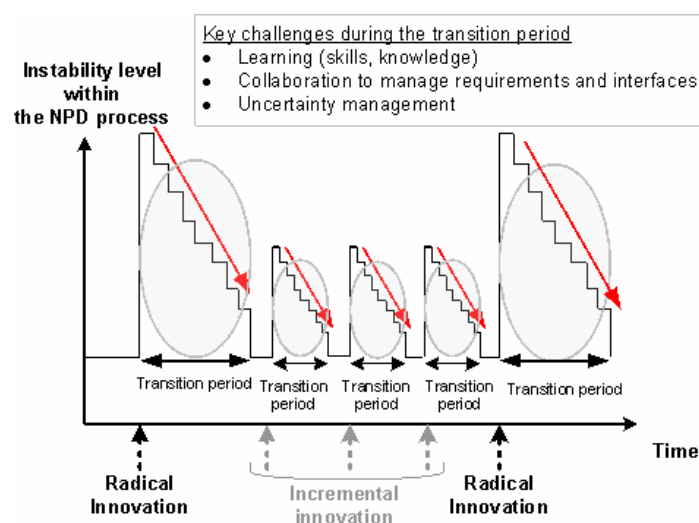 Key challenges during the transition period
• Learning (skills, knowledge)
• Collaboration to manage requirements and interfaces
• Uncertainty management
Instability level
within
the NPD process
Transition period
Transition
period
Transition
period
Transition
period
Transition period
Time
Radical
Innovation
Incremental
innovation
Radical
Innovation